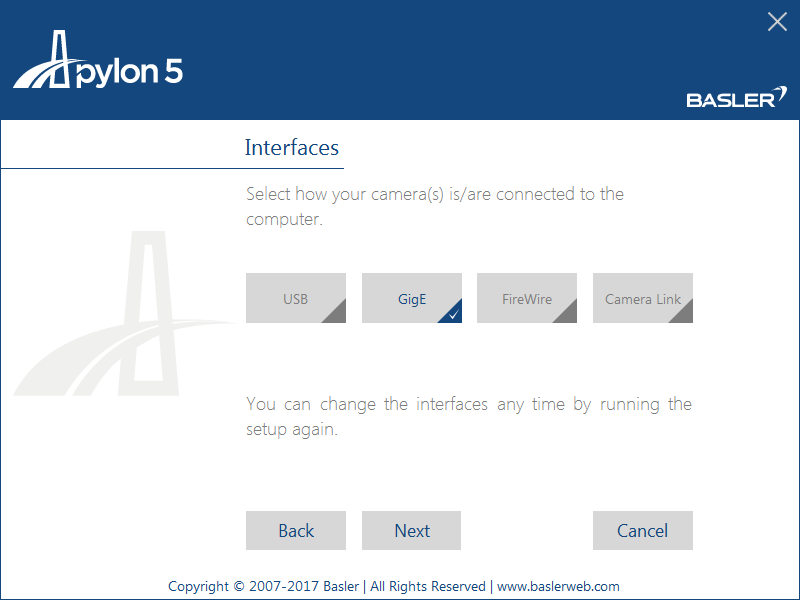 pylon 5
BASLER
Interfaces
Select how your camera(s) is/are connected to the
computer.
USB
GigE
FireWire
Camera Link
You can change the interfaces any time by running the
setup again.
Back
Next
Cancel
Copyright © 2007-2017 Basler | All Rights Reserved | www.baslerweb.com